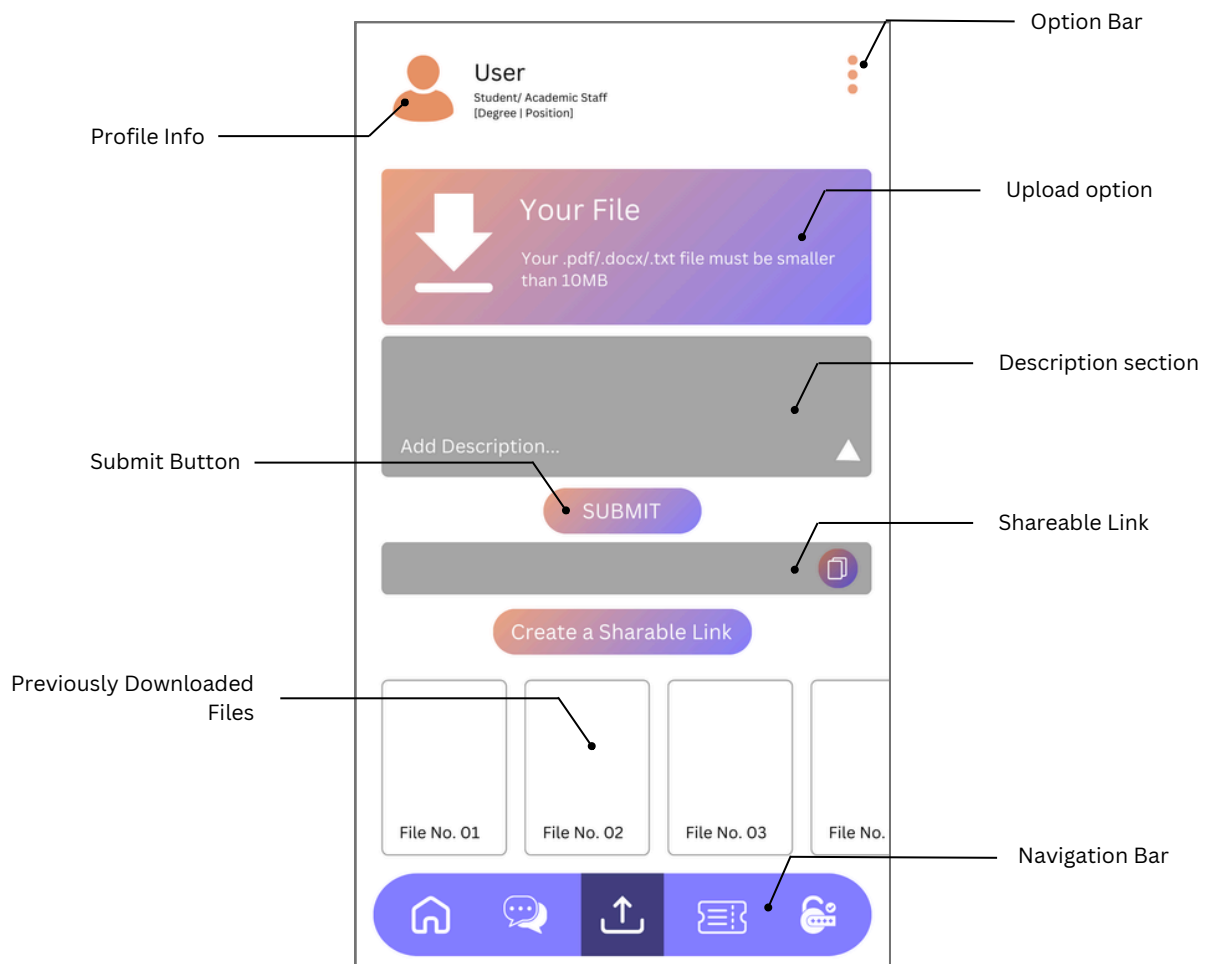 Option Bar
User
Student/ Academic Staff
[Degree | Position]
Profile Info
Upload option
Your File
Your .pdf/.docx/.txt file must be smaller
than 10MB
Description section
Add Description...
Submit Button
SUBMIT
Shareable Link
Create a Sharable Link
Previously Downloaded
Files
File No. 01
File No. 02
File No. 03
File No.
Navigation Bar